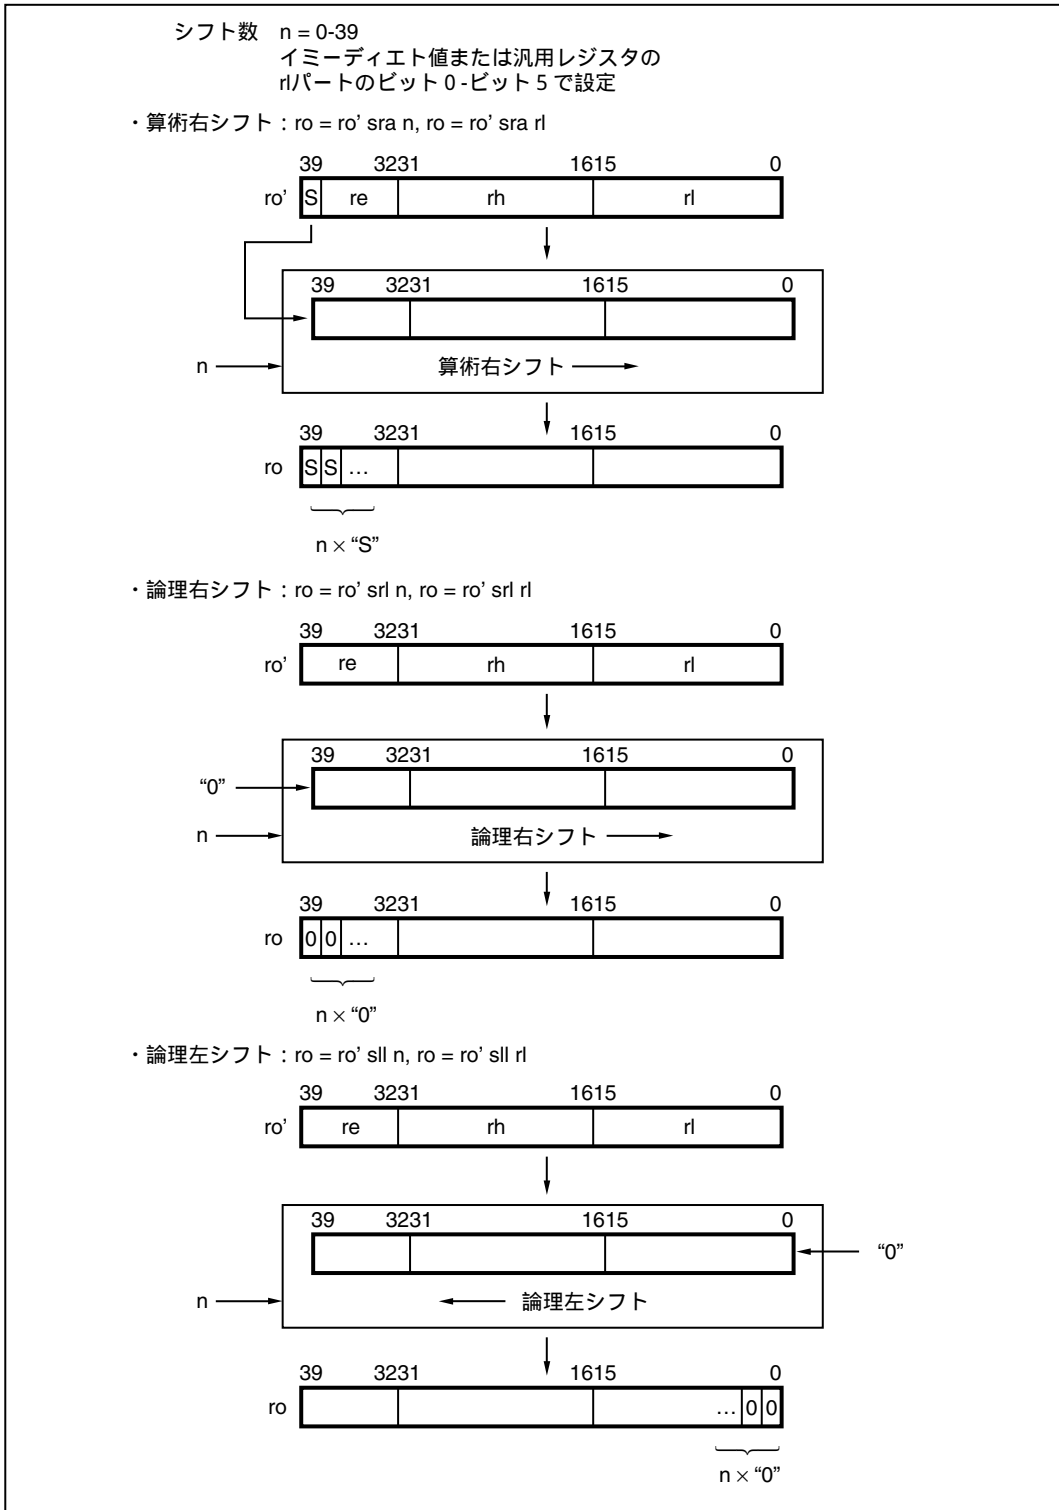 シフト数 n = 0-39
イミーディエト値または汎用レジスタの
rlパートのビット 0 -ビット 5 で設定
・算術右シフト：ro = ro’ sra n, ro = ro’ sra rl
39 3231 1615 0
ro’ S re rh rl
39 3231 1615 0
n 算術右シフト
39 3231 1615 0
ro S S …
n × “S”
・論理右シフト：ro = ro’ srl n, ro = ro’ srl rl
39 3231 1615 0
ro’ re rh rl
39 3231 1615 0
“0”
n 論理右シフト
39 3231 1615 0
ro 0 0 …
n × “0”
・論理左シフト：ro = ro’ sll n, ro = ro’ sll rl
39 3231 1615 0
ro’ re rh rl
39 3231 1615 0
“0”
n 論理左シフト
39 3231 1615 0
ro … 0 0
n × “0”